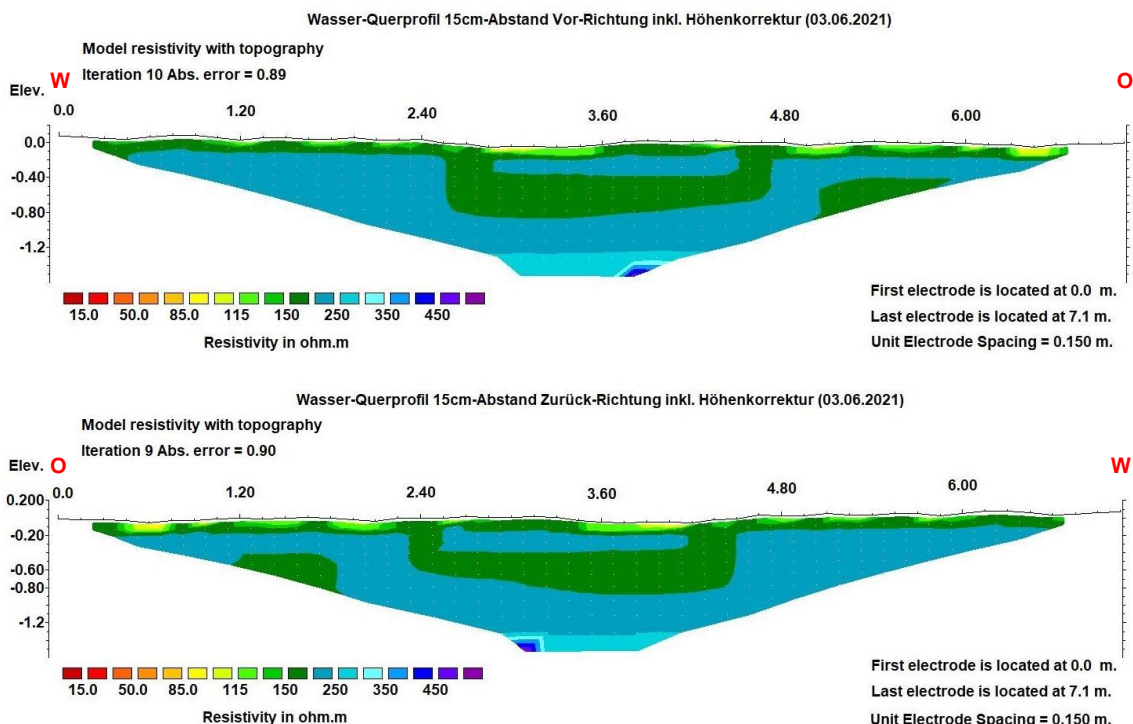 Wasser-Querprofil 15cm-Abstand Vor-Richtung inkl. Höhenkorrektur (03.06.2021)
Model resistivity with topography
Iteration 10 Abs. error = 0.89
Elev. W O
0.0 1.20 2.40 3.60 4.80 6.00
0.0
-0.40
-0.80
-1.2
15.0 50.0 85.0 115 150 250 350 450
Resistivity in ohm.m
First electrode is located at 0.0 m.
Last electrode is located at 7.1 m.
Unit Electrode Spacing = 0.150 m.
Wasser-Querprofil 15cm-Abstand Zurück-Richtung inkl. Höhenkorrektur (03.06.2021)
Model resistivity with topography
Iteration 9 Abs. error = 0.90
Elev. O W
0.0 1.20 2.40 3.60 4.80 6.00
0.200
-0.20
-0.60
-0.80
-1.2
15.0 50.0 85.0 115 150 250 350 450
Resistivity in ohm.m
First electrode is located at 0.0 m.
Last electrode is located at 7.1 m.
Unit Electrode Spacing = 0.150 m.